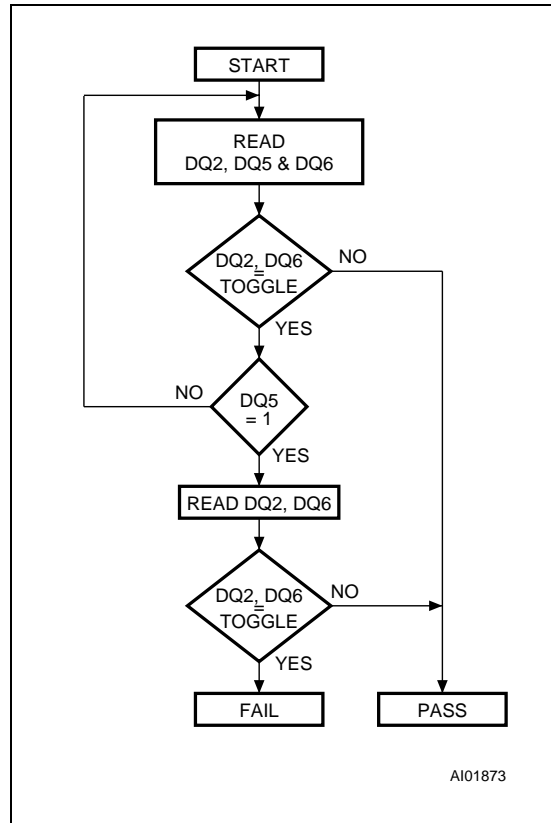 START
READ
DQ2, DQ5 & DQ6
DQ2, DQ6
=
TOGGLE
NO
YES
NO
DQ5
= 1
YES
READ DQ2, DQ6
DQ2, DQ6
=
TOGGLE
NO
YES
FAIL
PASS
AI01873